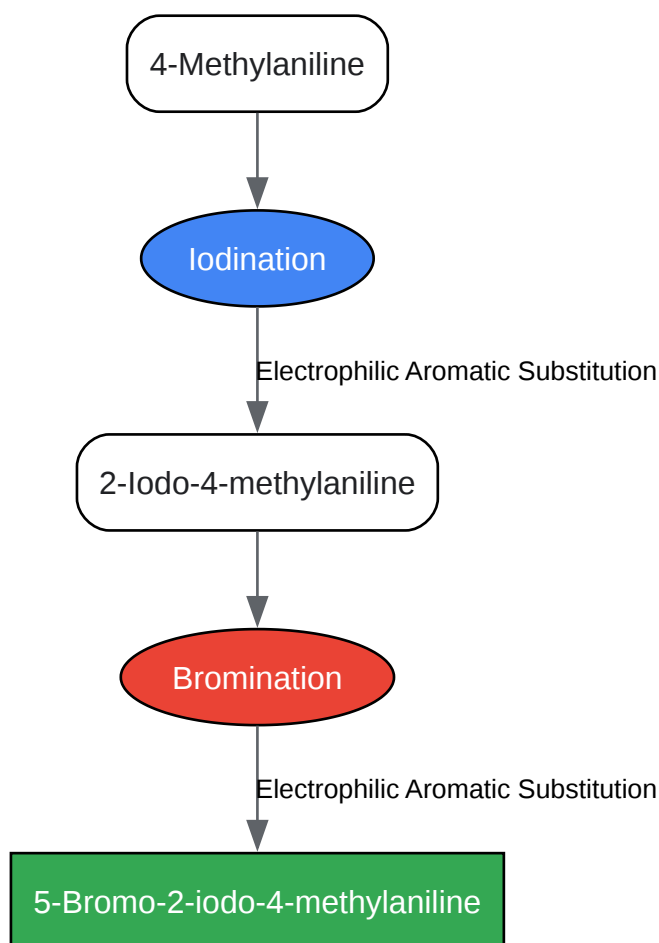 4-Methylaniline
Iodination
Electrophilic Aromatic Substitution
2-Iodo-4-methylaniline
Bromination
Electrophilic Aromatic Substitution
5-Bromo-2-iodo-4-methylaniline